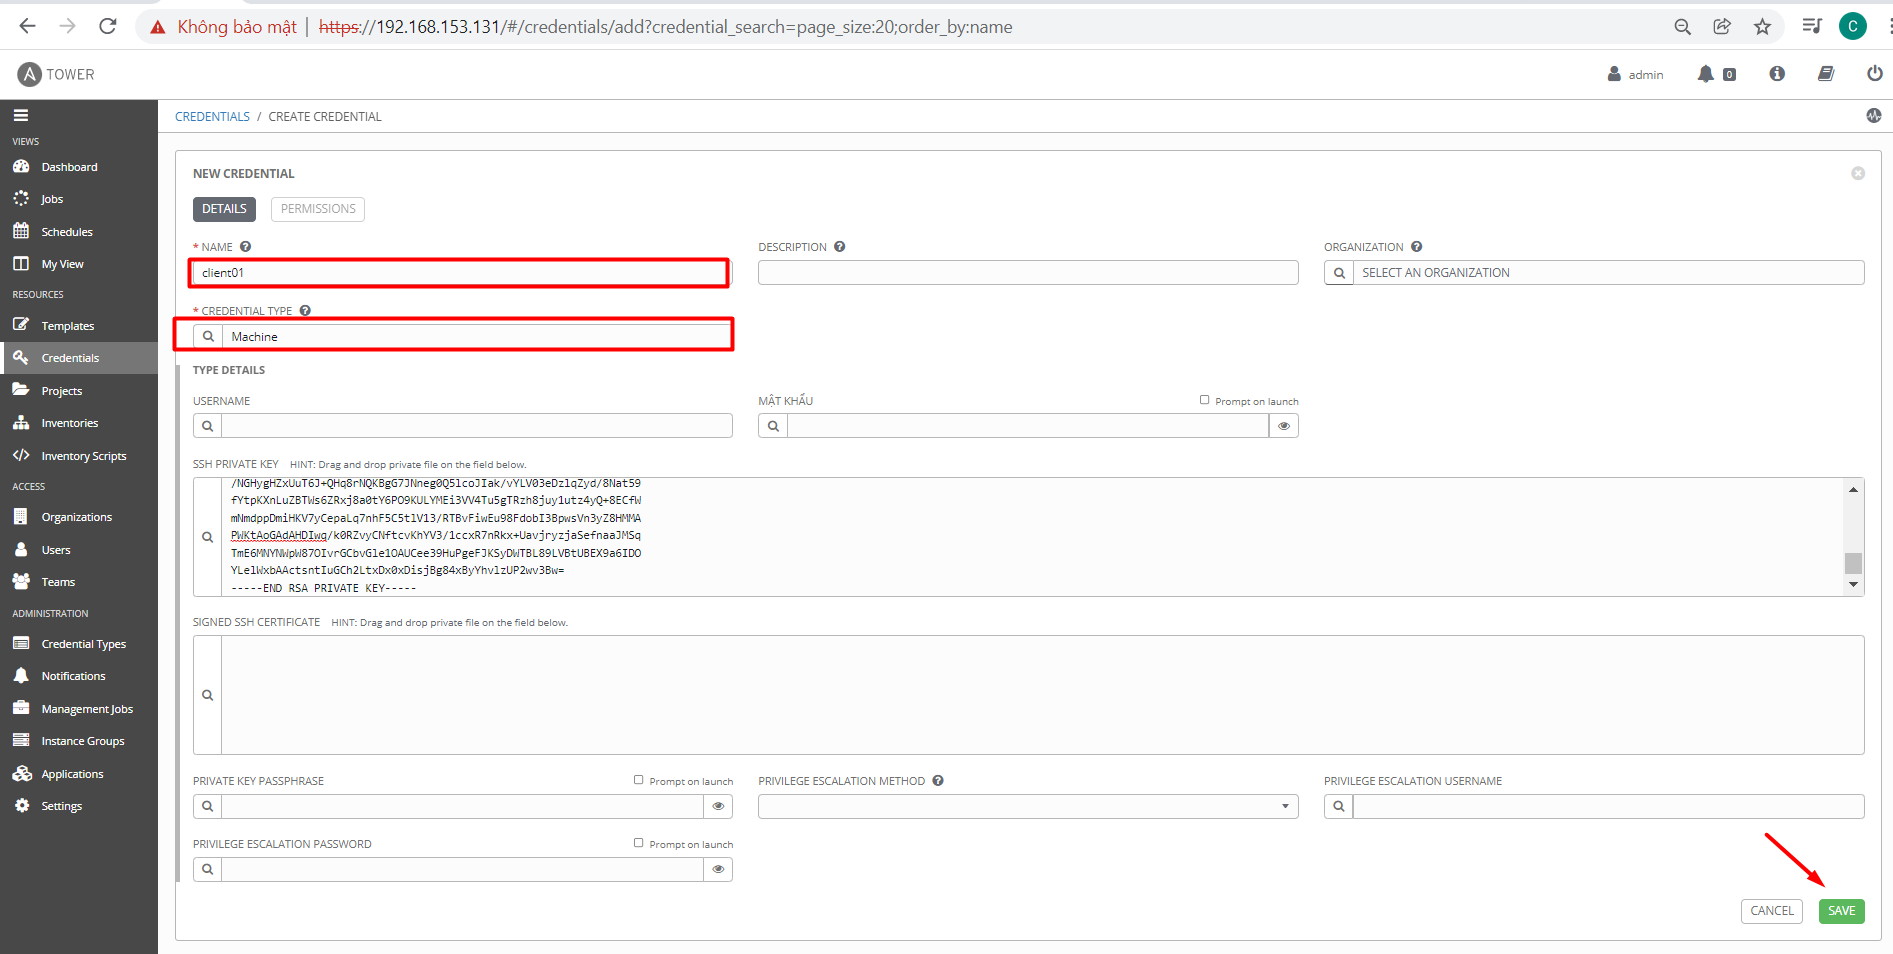 Không bảo mật | https://192.168.153.131/#/credentials/add?credential_search=page_size:20;order_by:name
C
A TOWER
admin
0
VIEWS
Dashboard
Jobs
Schedules
My View
RESOURCES
Templates
Credentials
Projects
Inventories
Inventory Scripts
ACCESS
Organizations
Users
Teams
ADMINISTRATION
Credential Types
Notifications
Management Jobs
Instance Groups
Applications
Settings
CREDENTIALS / CREATE CREDENTIAL
NEW CREDENTIAL
DETAILS PERMISSIONS
* NAME DESCRIPTION ORGANIZATION
client01 SELECT AN ORGANIZATION
* CREDENTIAL TYPE
Machine
TYPE DETAILS
USERNAME MẬT KHẨU Prompt on launch
SSH PRIVATE KEY HINT: Drag and drop private file on the field below.
/NGHygHZxUuT6J+QHq8rNQKBgG7JNneg0Q5lcoJIak/vYLV03eDzlqZyd/8Nat59
fYtpKXnLuZBTWs6ZRxj8a0tY6PO9KULYMEi3VV4Tu5gTRzh8juy1utz4yQ+8ECfW
mNmdppDmiHKV7yCepaLq7nhF5C5tlV13/RTBvFiwEu98FdobI3BpwsVn3yZ8HMMA
PWKtAoGAdAHDIwq/k0RZvyCNftcvKhYV3/1ccxR7nRkx+UavjryzjaSefnaaJMSq
TmE6MNYNWpW87OIvrGCbvGle1OAUCee39HuPgeFJKSyDWTBL89LVBtUBEX9a6IDO
YLelWxbAActsntIuGCh2LtxDx0xDisjBg84xByYhvlzUP2wv3Bw=
-----END RSA PRIVATE KEY-----
SIGNED SSH CERTIFICATE HINT: Drag and drop private file on the field below.
PRIVATE KEY PASSPHRASE Prompt on launch PRIVILEGE ESCALATION METHOD PRIVILEGE ESCALATION USERNAME
PRIVILEGE ESCALATION PASSWORD Prompt on launch
CANCEL SAVE